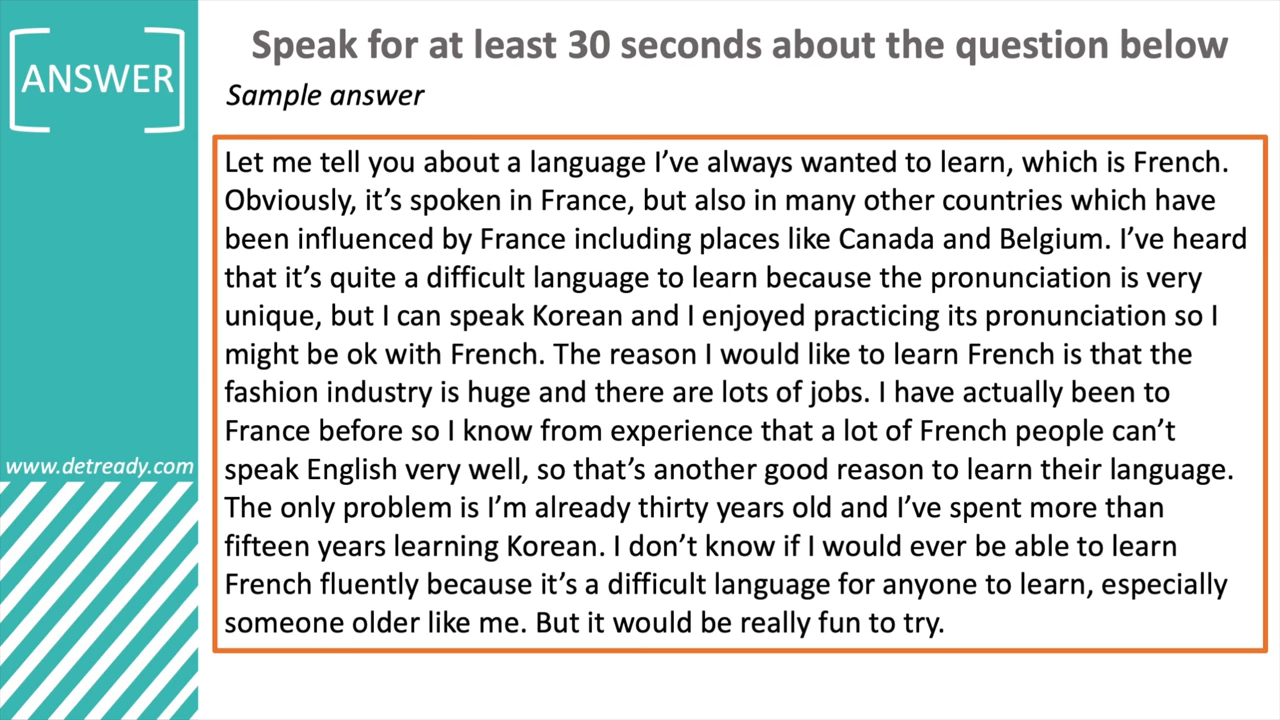 ANSWER
Speak for at least 30 seconds about the question below
Sample answer
Let me tell you about a language I’ve always wanted to learn, which is French.
Obviously, it’s spoken in France, but also in many other countries which have
been influenced by France including places like Canada and Belgium. I’ve heard
that it’s quite a difficult language to learn because the pronunciation is very
unique, but I can speak Korean and I enjoyed practicing its pronunciation so I
might be ok with French. The reason I would like to learn French is that the
fashion industry is huge and there are lots of jobs. I have actually been to
France before so I know from experience that a lot of French people can’t
speak English very well, so that’s another good reason to learn their language.
The only problem is I’m already thirty years old and I’ve spent more than
fifteen years learning Korean. I don’t know if I would ever be able to learn
French fluently because it’s a difficult language for anyone to learn, especially
someone older like me. But it would be really fun to try.
www.detready.com